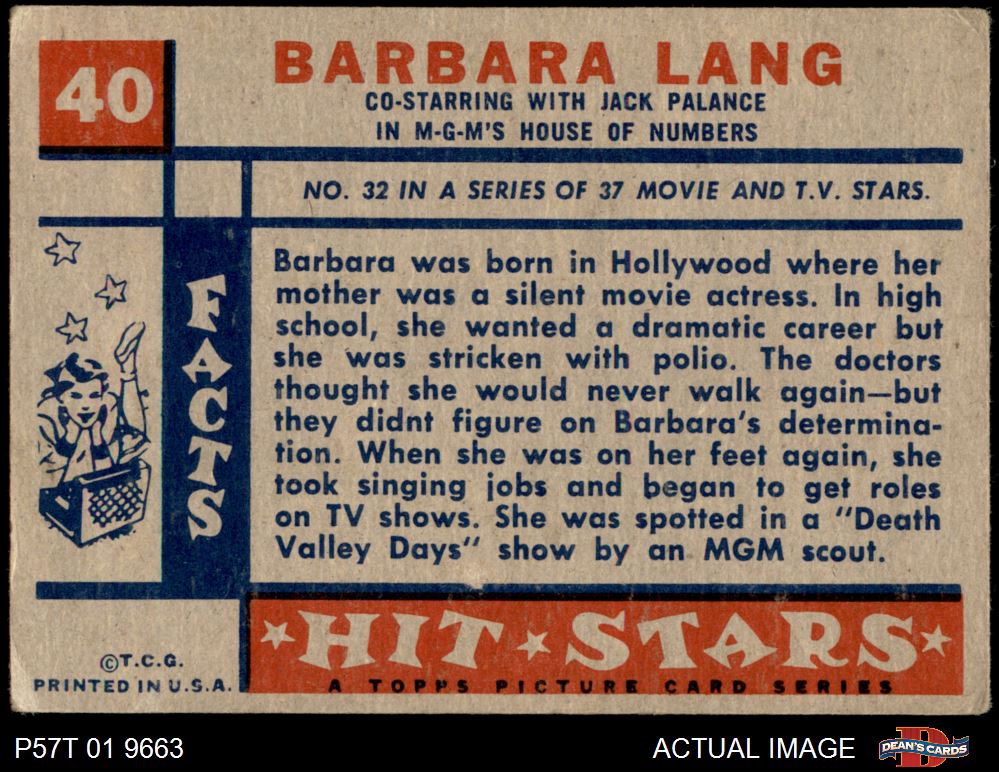 40
BARBARA LANG
CO-STARRING WITH JACK PALANCE
IN M-G-M'S HOUSE OF NUMBERS
NO. 32 IN A SERIES OF 37 MOVIE AND T.V. STARS.
FACTS
Barbara was born in Hollywood where her
mother was a silent movie actress. In high
school, she wanted a dramatic career but
she was stricken with polio. The doctors
thought she would never walk again—but
they didnt figure on Barbara's determina-
tion. When she was on her feet again, she
took singing jobs and began to get roles
on TV shows. She was spotted in a "Death
Valley Days" show by an MGM scout.
HIT STARS
A TOPPS PICTURE CARD SERIES
©T.C.G.
PRINTED IN U.S.A.
P57T 01 9663
ACTUAL IMAGE
DEAN'S CARDS